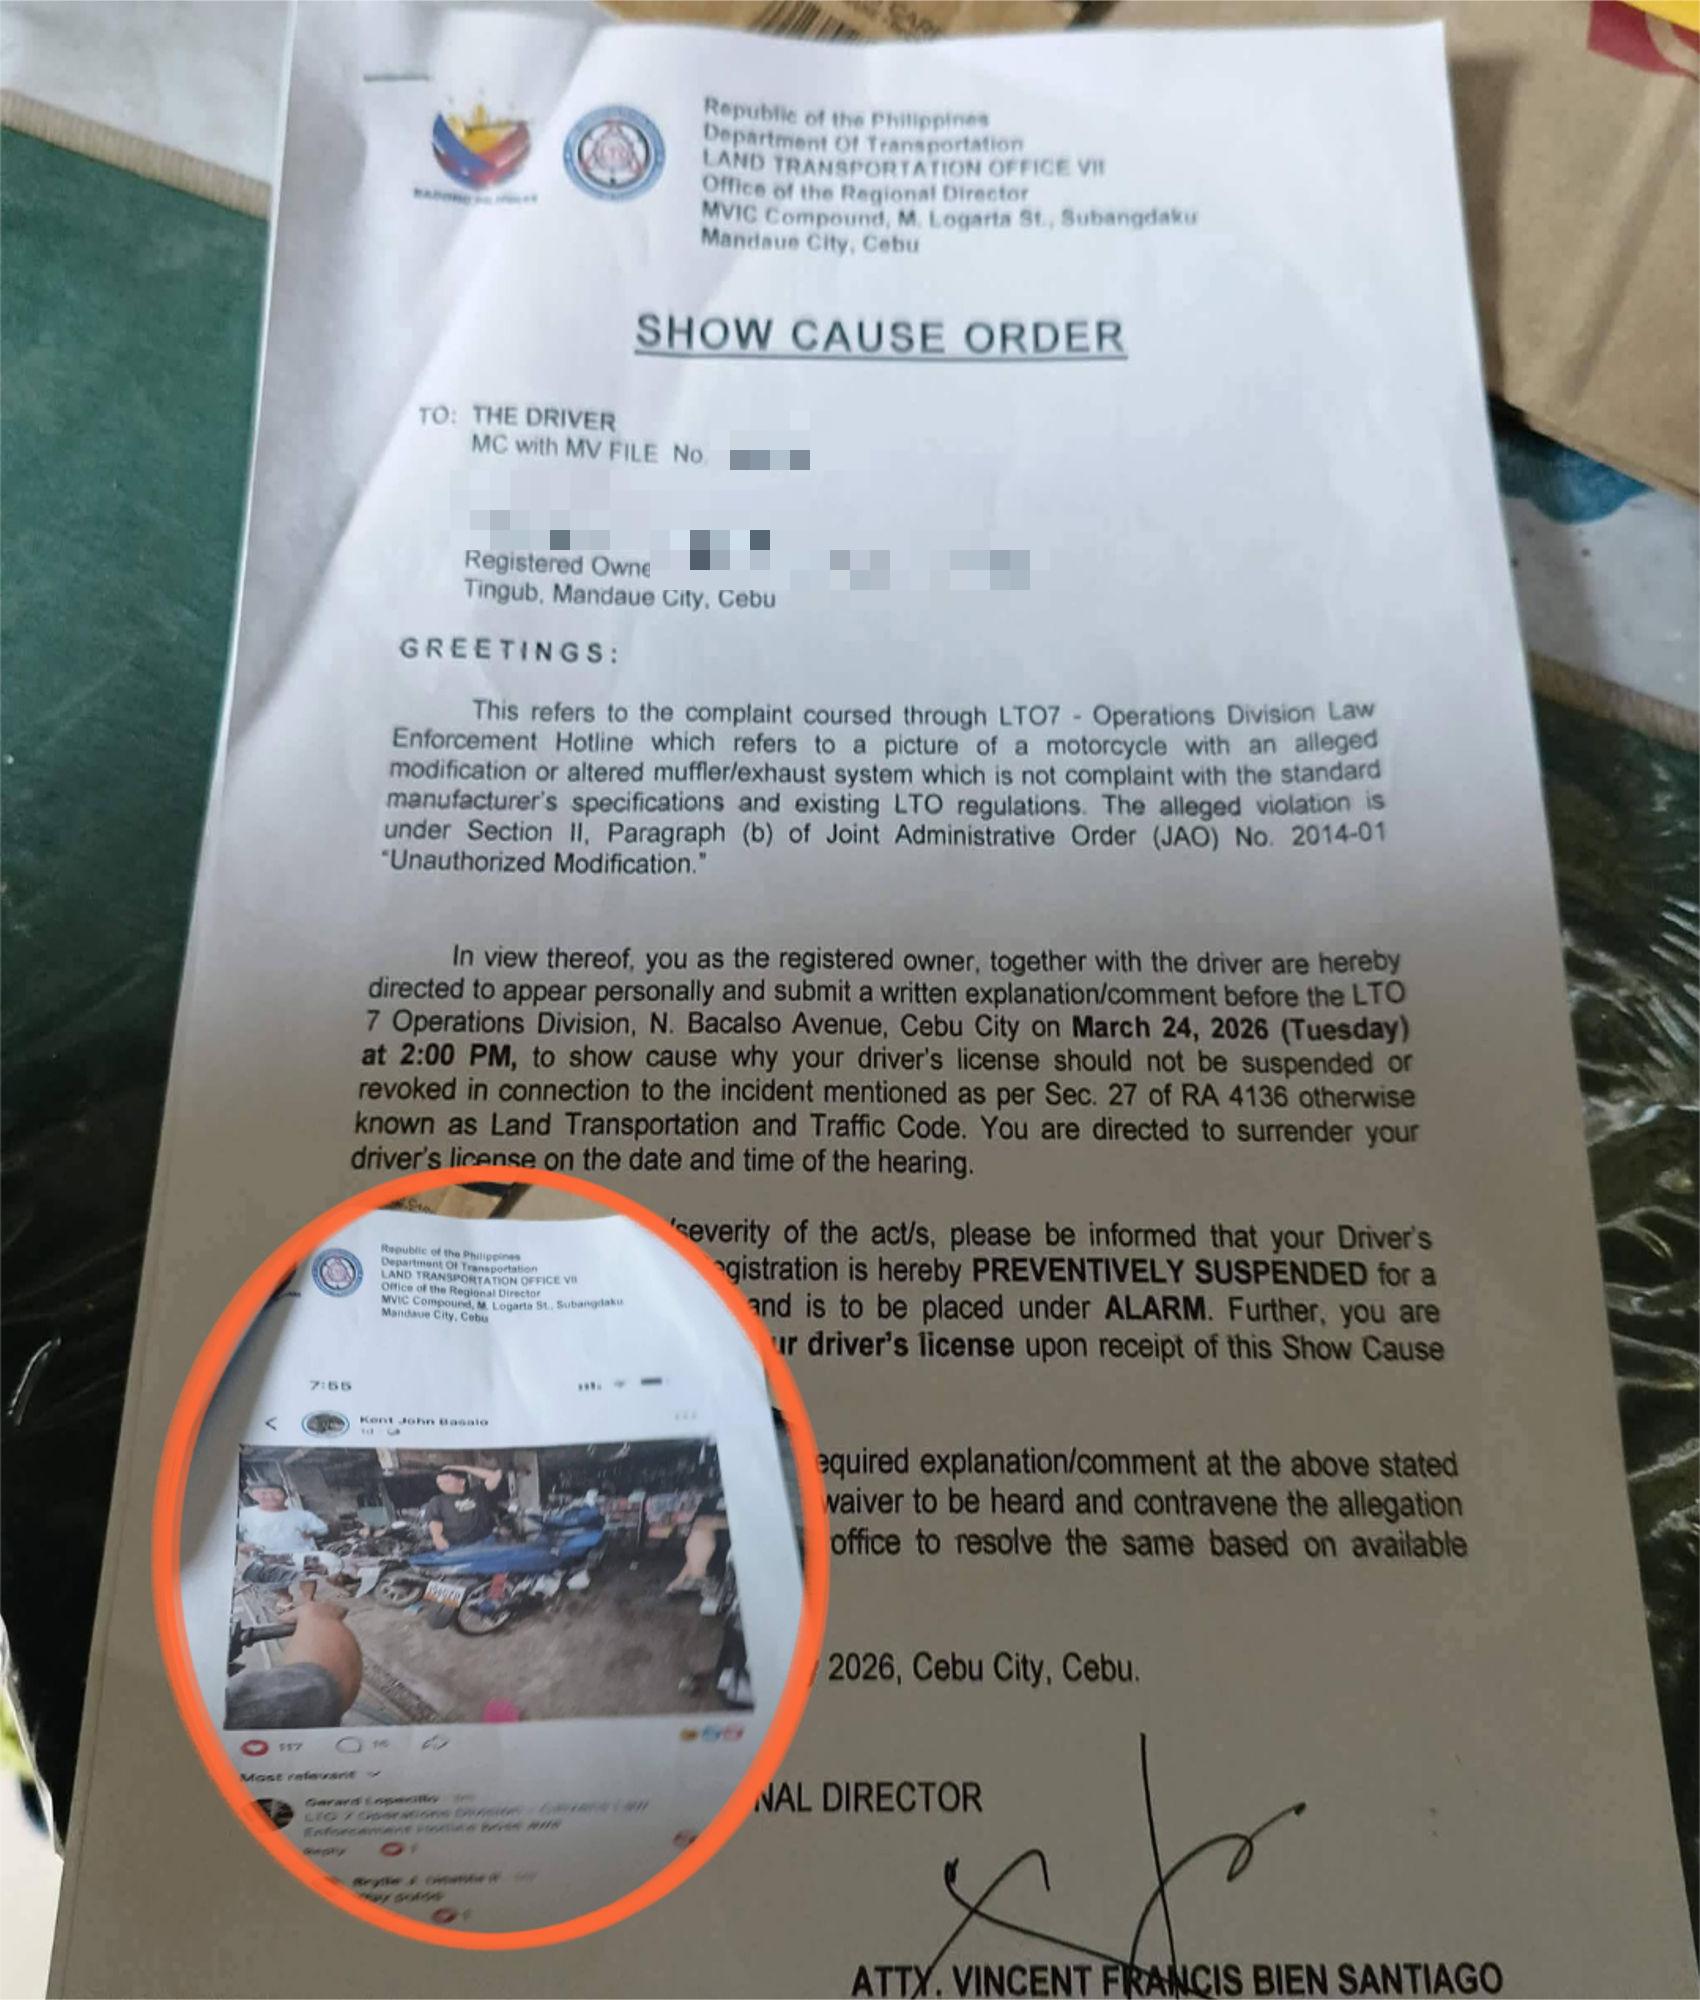 Republic of the Philippines
Department Of Transportation
LAND TRANSPORTATION OFFICE VII
Office of the Regional Director
MVIC Compound, M. Logarta St., Subangdaku
Mandaue City, Cebu
SHOW CAUSE ORDER
TO: THE DRIVER
MC with MV FILE No.
Registered Owne
Tingub, Mandaue City, Cebu
GREETINGS:
This refers to the complaint coursed through LTO7 - Operations Division Law
Enforcement Hotline which refers to a picture of a motorcycle with an alleged
modification or altered muffler/exhaust system which is not complaint with the standard
manufacturer's specifications and existing LTO regulations. The alleged violation is
under Section II, Paragraph (b) of Joint Administrative Order (JAO) No. 2014-01
"Unauthorized Modification."
In view thereof, you as the registered owner, together with the driver are hereby
directed to appear personally and submit a written explanation/comment before the LTO
7 Operations Division, N. Bacalso Avenue, Cebu City on March 24, 2026 (Tuesday)
at 2:00 PM, to show cause why your driver's license should not be suspended or
revoked in connection to the incident mentioned as per Sec. 27 of RA 4136 otherwise
known as Land Transportation and Traffic Code. You are directed to surrender your
driver's license on the date and time of the hearing.
/severity of the act/s, please be informed that your Driver's
egistration is hereby PREVENTIVELY SUSPENDED for a
and is to be placed under ALARM. Further, you are
ur driver's license upon receipt of this Show Cause
equired explanation/comment at the above stated
waiver to be heard and contravene the allegation
office to resolve the same based on available
2026, Cebu City, Cebu.
NAL DIRECTOR
ATTY. VINCENT FRANCIS BIEN SANTIAGO
Republic of the Philippines
Department Of Transportation
LAND TRANSPORTATION OFFICE VII
Office of the Regional Director
MVIC Compound, M. Logarta St., Subangdaku
Mandaue City, Cebu
7:55
Kent John Basalo
1d
Most relevant
LTO 7 Operations Division
Enforcement Hotline
Reply